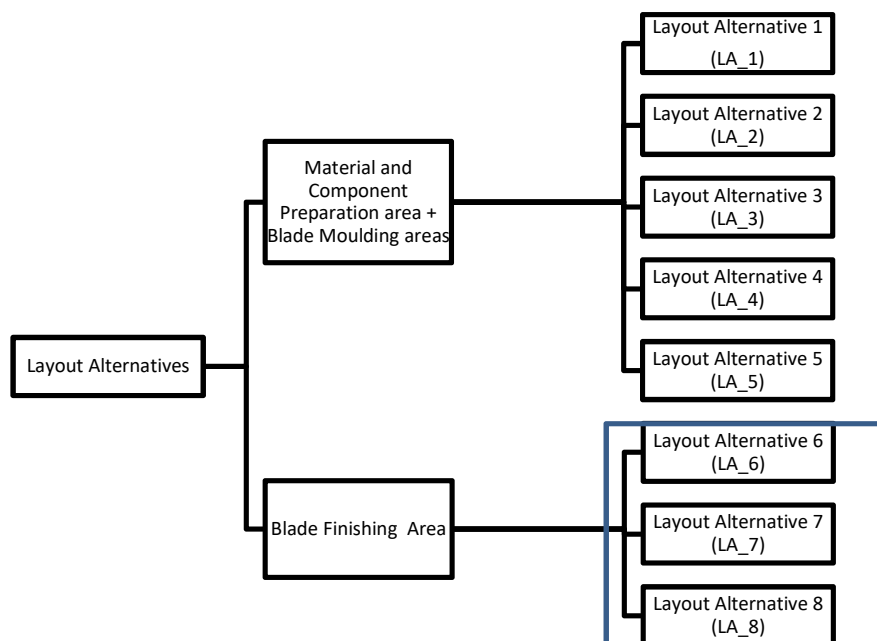 Layout Alternatives
Material and
Component
Preparation area +
Blade Moulding areas
Layout Alternative 1
(LA_1)
Layout Alternative 2
(LA_2)
Layout Alternative 3
(LA_3)
Layout Alternative 4
(LA_4)
Layout Alternative 5
(LA_5)
Blade Finishing Area
Layout Alternative 6
(LA_6)
Layout Alternative 7
(LA_7)
Layout Alternative 8
(LA_8)